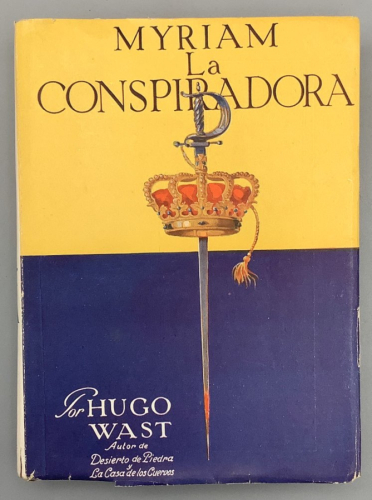 MYRIAM
La
CONSPIRADORA
Por HUGO
WAST
Autor de
Desierto de Piedra
y
La Casa de los Cuervos